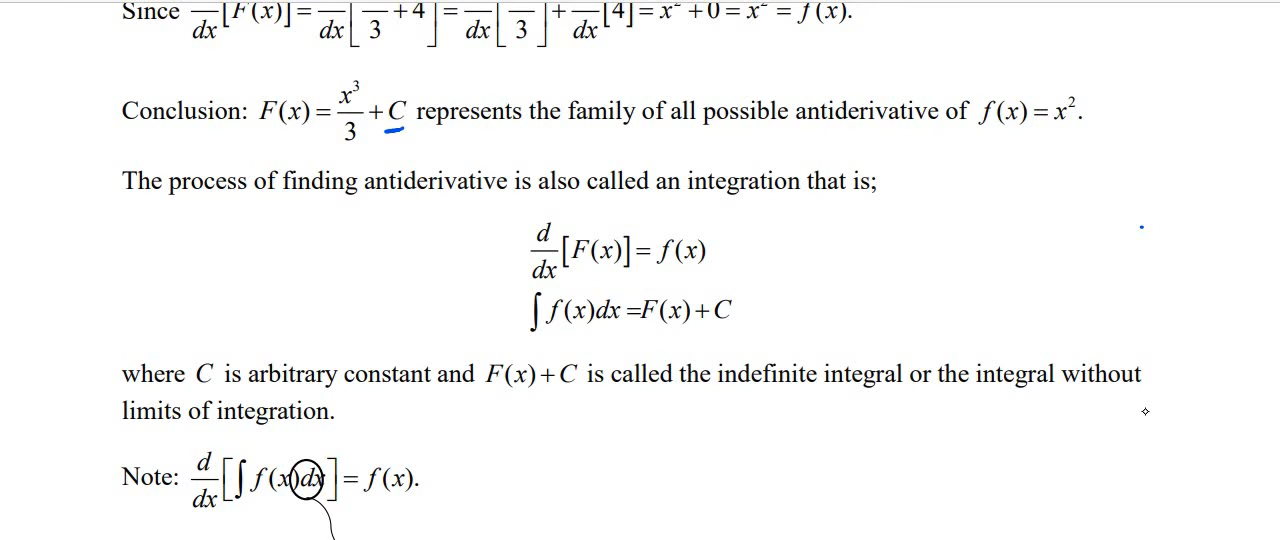 Since d/dx[F(x)] = d/dx[x³/3 + 4] = d/dx[x³/3] + d/dx[4] = x² + 0 = x² = f(x).
Conclusion: F(x) = x³/3 + C represents the family of all possible antiderivative of f(x) = x².
The process of finding antiderivative is also called an integration that is;
d/dx [F(x)] = f(x)
∫ f(x)dx =F(x)+C
where C is arbitrary constant and F(x)+C is called the indefinite integral or the integral without
limits of integration.
Note: d/dx [∫ f(x)dx] = f(x).